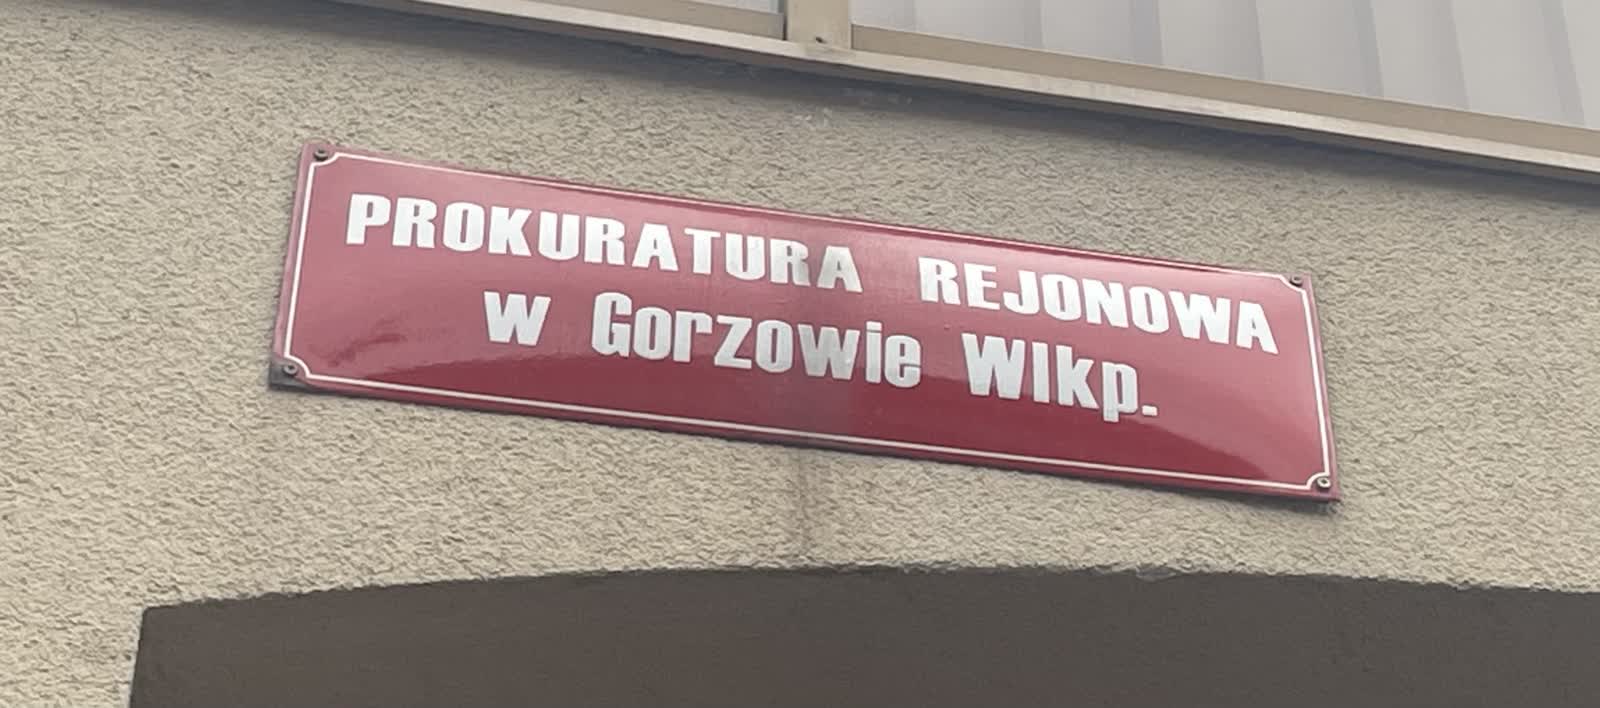 PROKURATURA REJONOWA
w Gorzowie Wlkp.